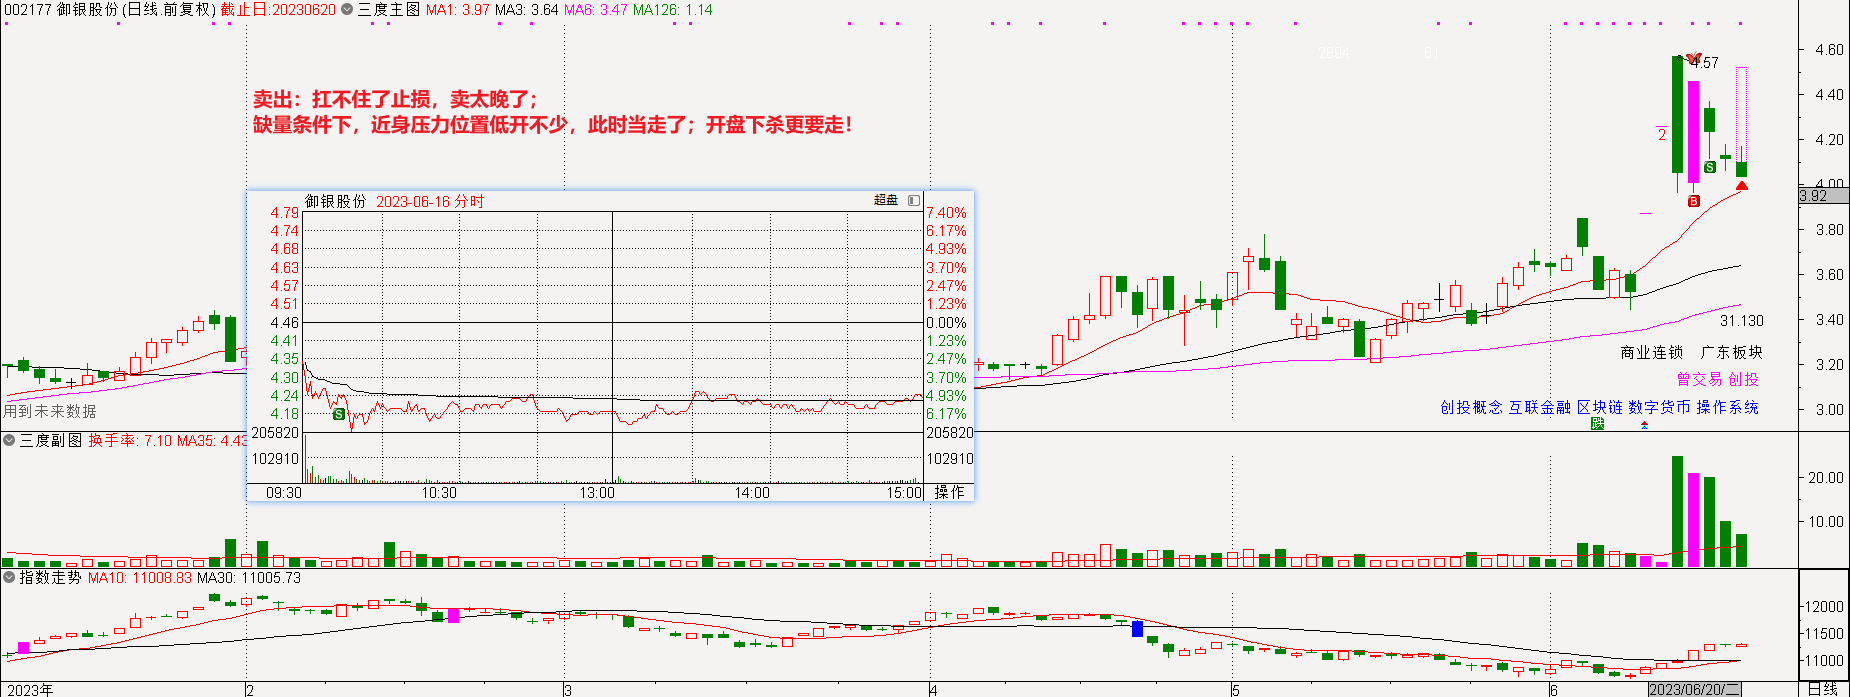 002177 御银股份(日线.前复权) 截止日:20230620 三度主图 MA1: 3.97 MA3: 3.64 MA6: 3.47 MA126: 1.14
2894
61
4.60
4.57
4.40
4.20
2
4.00
3.92
3.80
3.60
3.40
3.20
3.00
B
S
卖出：扛不住了止损，卖太晚了；
缺量条件下，近身压力位置低开不少，此时当走了；开盘下杀更要走！
御银股份 2023-06-16 分时
超盘
4.79 7.40%
4.74 6.17%
4.68 4.93%
4.63 3.70%
4.57 2.47%
4.51 1.23%
4.46 0.00%
4.41 1.23%
4.35 2.47%
4.30 3.70%
4.24 4.93%
4.18 6.17%
S
205820 205820
102910 102910
09:30 10:30 13:00 14:00 15:00 操作
31.130
商业连锁 广东板块
曾交易 创投
创投概念 互联金融 区块链 数字货币 操作系统
跌
用到未来数据
三度副图 换手率: 7.10 MA35: 4.43
20.00
10.00
指数走势 MA10: 11008.83 MA30: 11005.73
12000
11500
11000
2023年 2 3 4 5 6 2023/06/20/二 日线